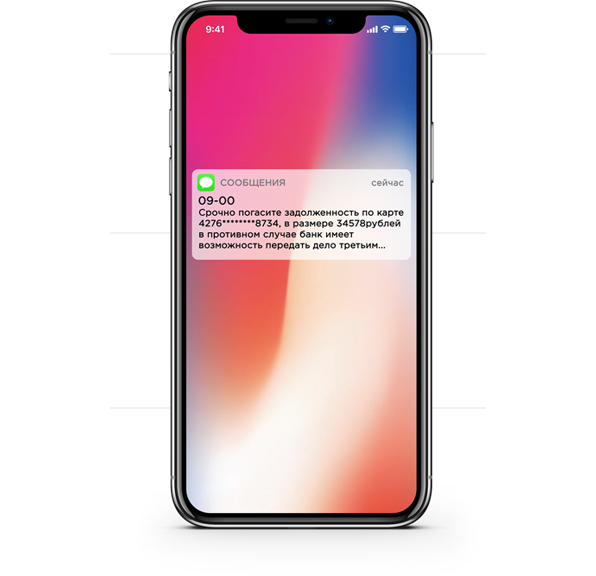 9:41
СООБЩЕНИЯ сейчас
09-00
Срочно погасите задолженность по карте
4276********8734, в размере 34578рублей
в противном случае банк имеет
возможность передать дело третьим...